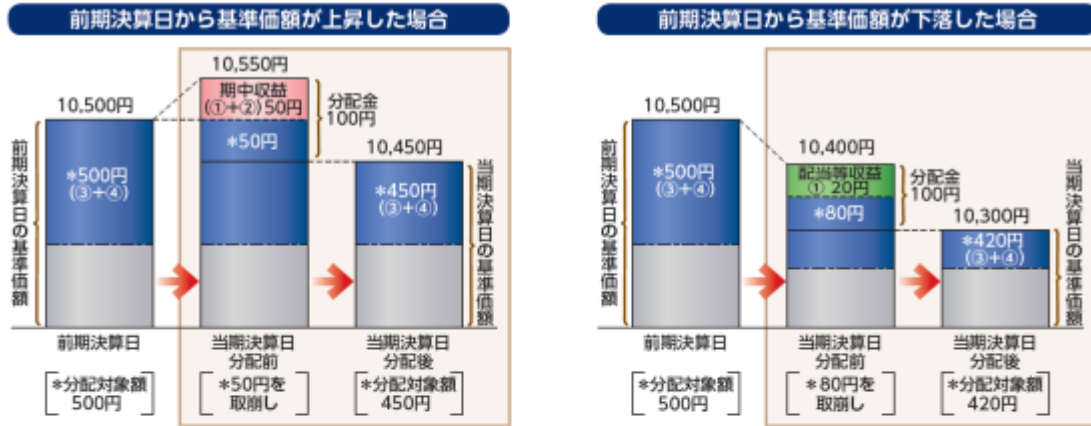 前期決算日から基準価額が上昇した場合
10,550円
10,500円
期中収益
(①+②)50円
分配金
100円
*50円
10,450円
*500円
(③+④)
*450円
(③+④)
前期決算日の基準価額
当期決算日の基準価額
前期決算日
当期決算日
分配前
当期決算日
分配後
*分配対象額
500円
*50円を
取崩し
*分配対象額
450円
前期決算日から基準価額が下落した場合
10,500円
10,400円
*500円
(③+④)
配当等収益
① 20円
分配金
100円
*80円
10,300円
*420円
(③+④)
前期決算日の基準価額
当期決算日の基準価額
前期決算日
当期決算日
分配前
当期決算日
分配後
*分配対象額
500円
*80円を
取崩し
*分配対象額
420円